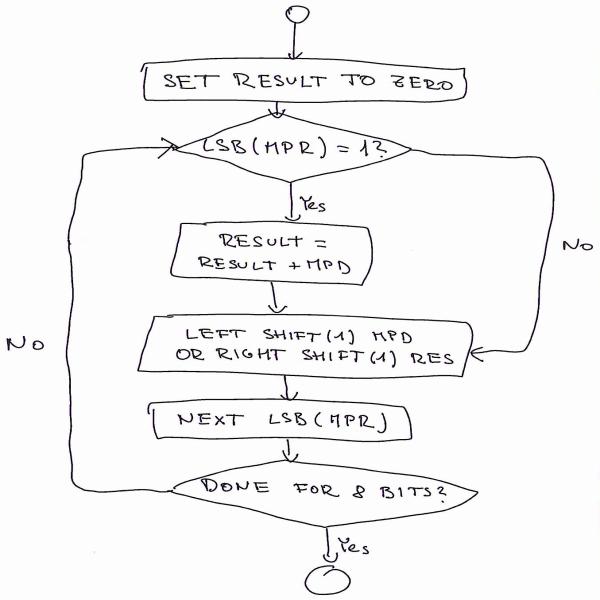 SET RESULT TO ZERO
LSB(MPR) = 1?
Yes
RESULT =
RESULT + MPD
NO
LEFT SHIFT(1) MPD
OR RIGHT SHIFT(1) RES
NO
NEXT LSB(MPR)
DONE FOR 8 BITS?
Yes